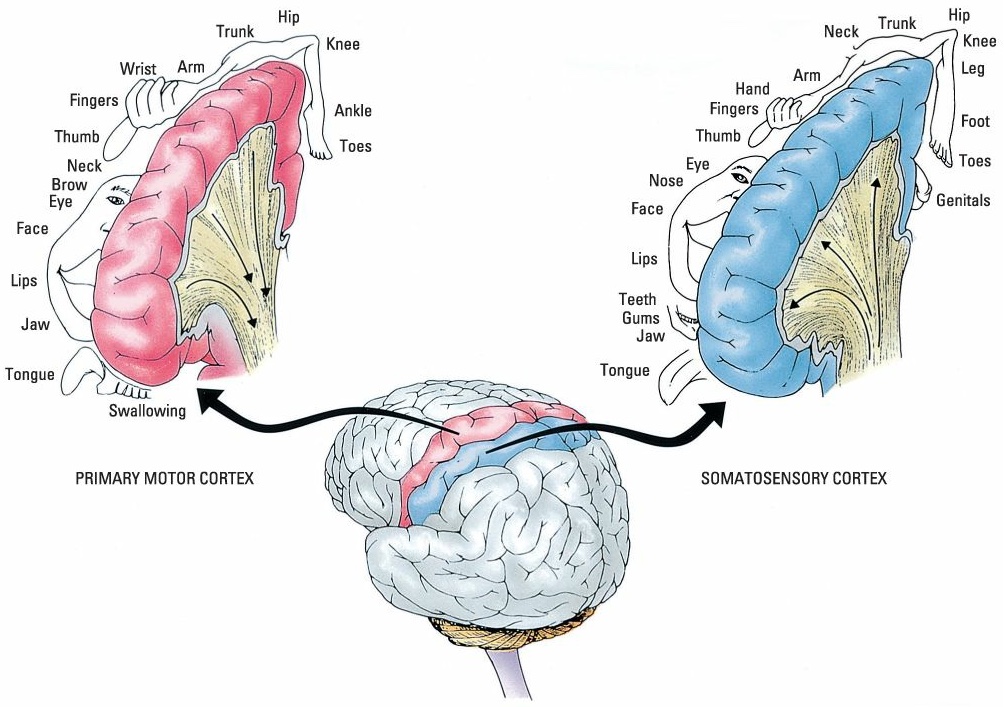 Hip
Trunk
Knee
Wrist
Arm
Fingers
Ankle
Thumb
Toes
Neck
Brow
Eye
Face
Lips
Jaw
Tongue
Swallowing
PRIMARY MOTOR CORTEX
Hip
Trunk
Neck
Knee
Leg
Arm
Hand
Fingers
Foot
Thumb
Toes
Eye
Nose
Genitals
Face
Lips
Teeth
Gums
Jaw
Tongue
SOMATOSENSORY CORTEX